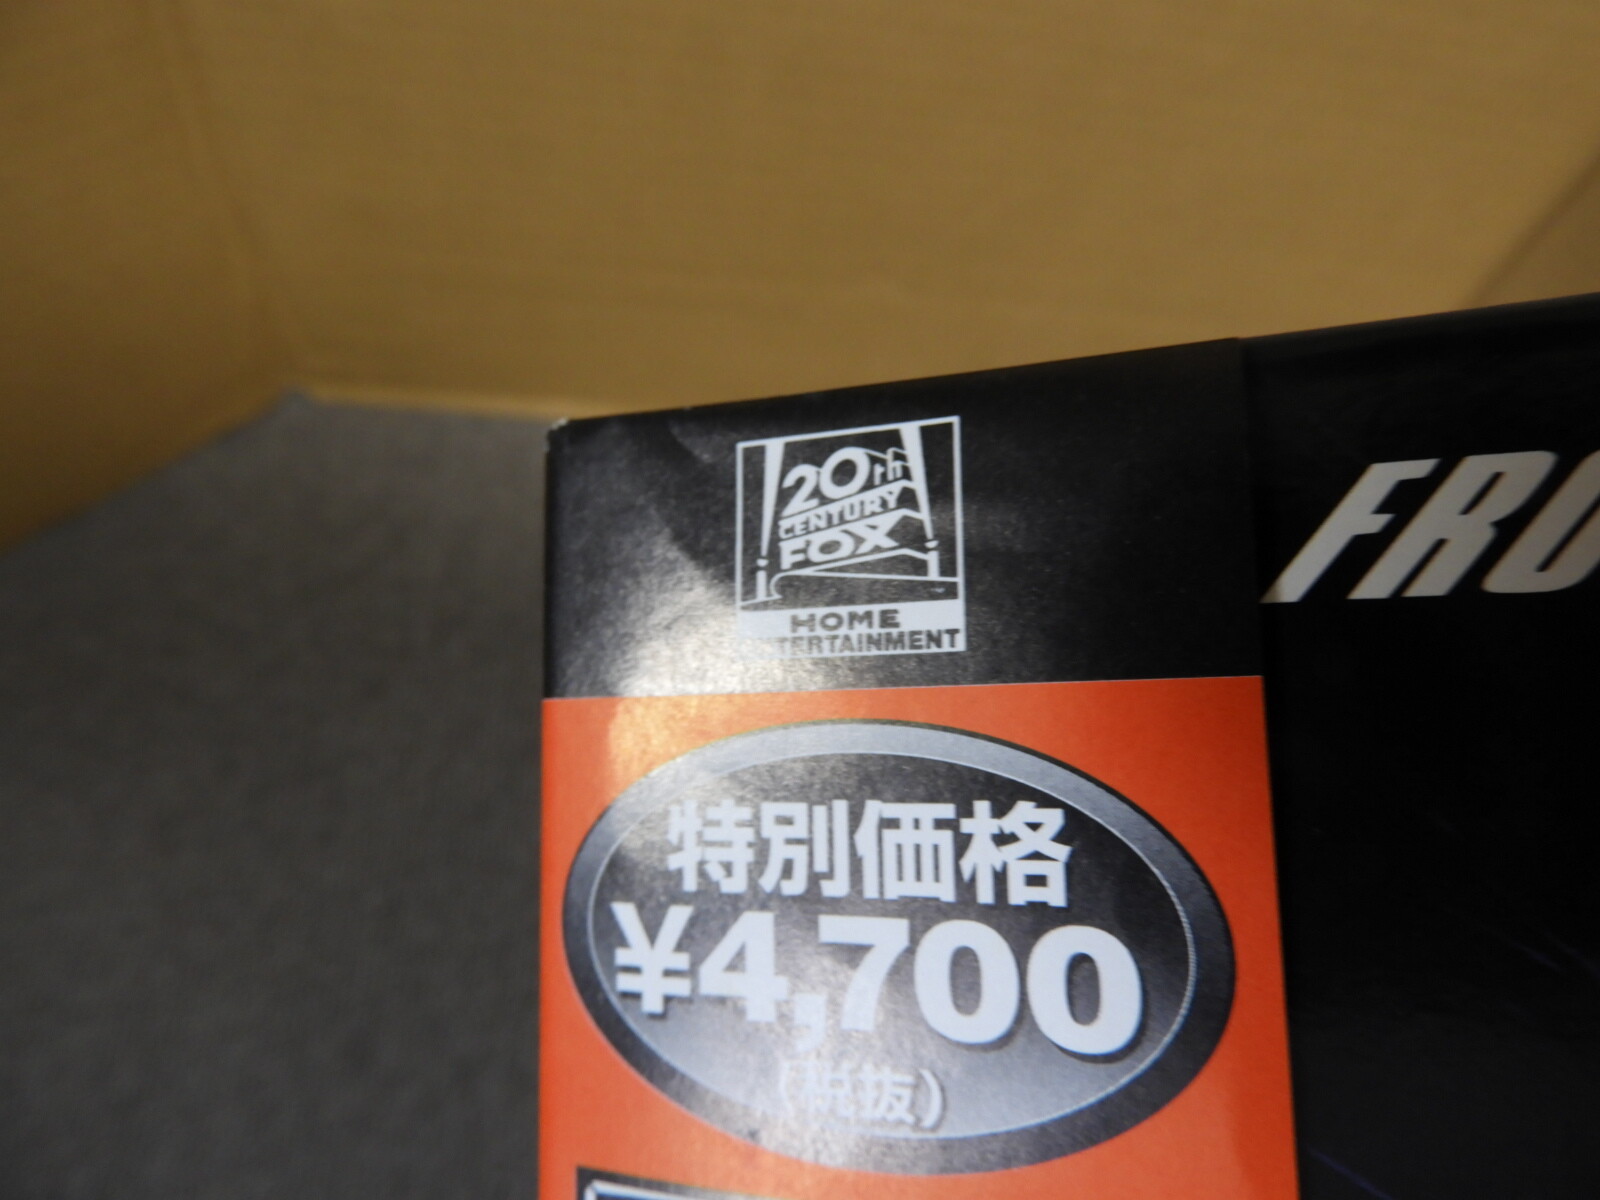 20th
CENTURY
FOX
HOME
ENTERTAINMENT
FRO
特別価格
¥4,700
(税抜)